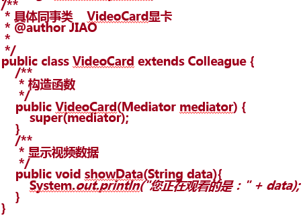 /**
* 具体同事类 VideoCard显卡
* @author JIAO
*
*/
public class VideoCard extends Colleague {
/**
* 构造函数
*/
public VideoCard(Mediator mediator) {
super(mediator);
}
/**
* 显示视频数据
*/
public void showData(String data){
System.out.println("您正在观看的是：" + data);
}
}